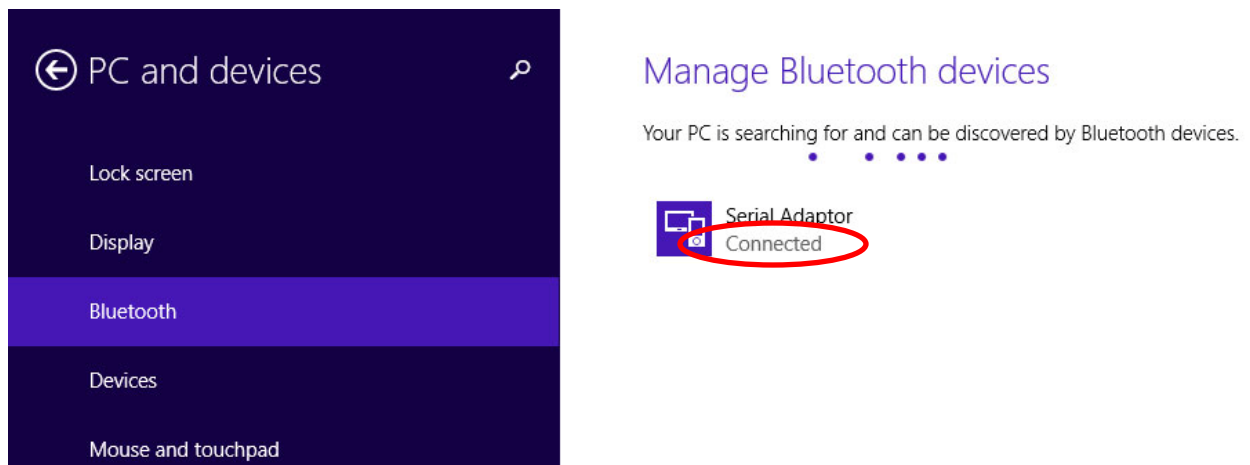 PC and devices
Lock screen
Display
Bluetooth
Devices
Mouse and touchpad
Manage Bluetooth devices
Your PC is searching for and can be discovered by Bluetooth devices.
Serial Adaptor
Connected